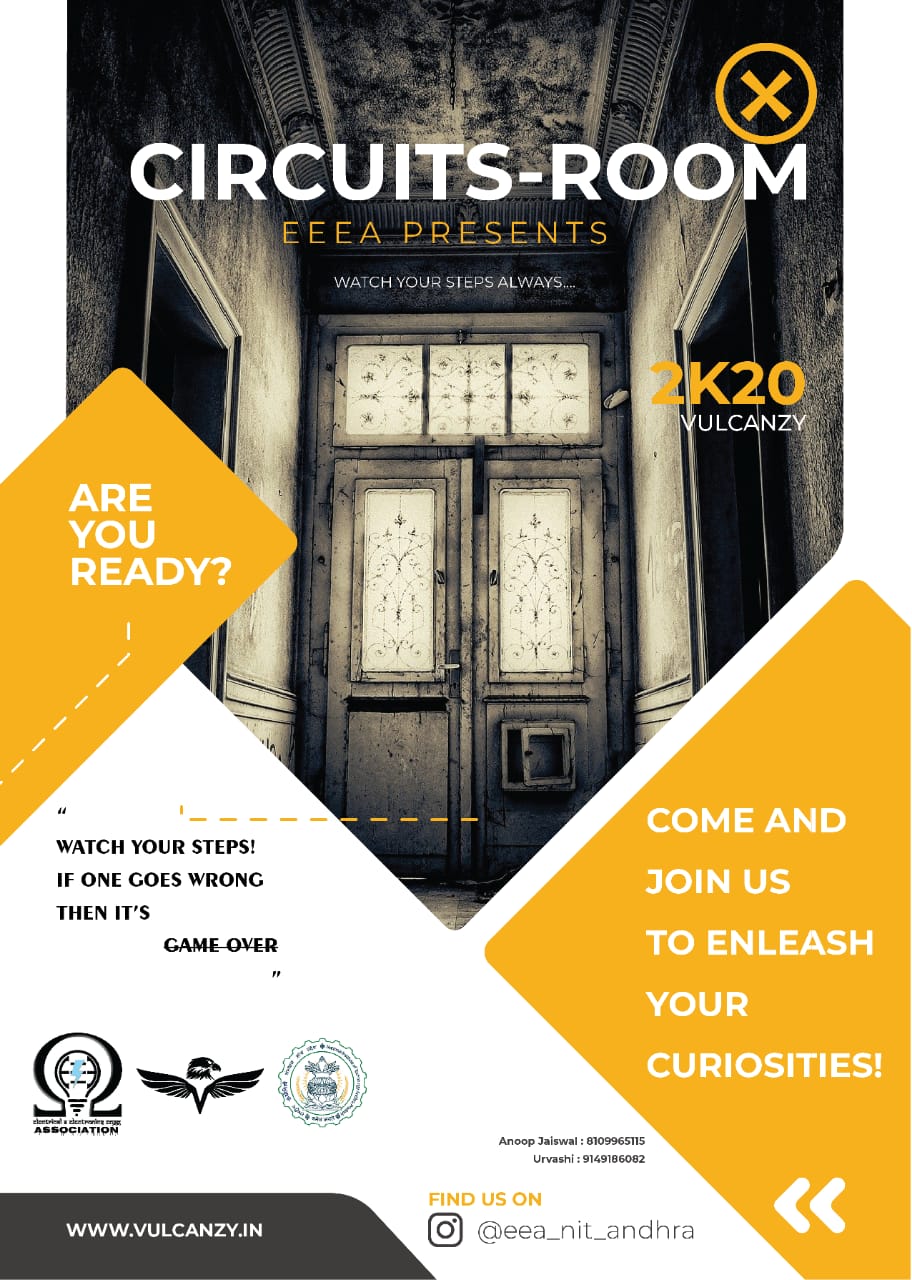 CIRCUITS-ROOM
EEEA PRESENTS
WATCH YOUR STEPS ALWAYS....
2K20
VULCANZY
ARE
YOU
READY?
“
WATCH YOUR STEPS!
IF ONE GOES WRONG
THEN IT’S
GAME OVER
”
COME AND
JOIN US
TO ENLEASH
YOUR
CURIOSITIES!
ASSOCIATION
Anoop Jaiswal : 8109965115
Urvashi : 9149186082
FIND US ON
@eea_nit_andhra
WWW.VULCANZY.IN